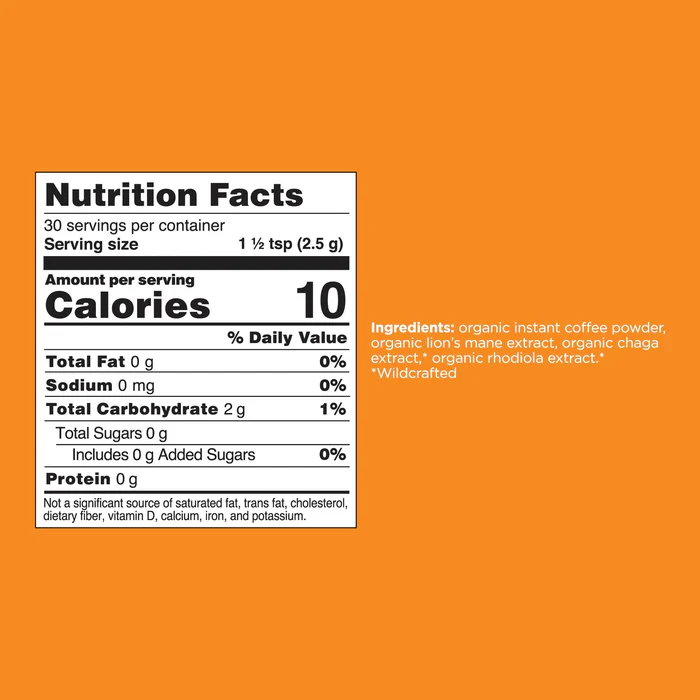 Nutrition Facts
30 servings per container
Serving size 1 ½ tsp (2.5 g)
Amount per serving
Calories 10
% Daily Value
Total Fat 0 g 0%
Sodium 0 mg 0%
Total Carbohydrate 2 g 1%
Total Sugars 0 g
Includes 0 g Added Sugars 0%
Protein 0 g
Not a significant source of saturated fat, trans fat, cholesterol,
dietary fiber, vitamin D, calcium, iron, and potassium.
Ingredients: organic instant coffee powder,
organic lion's mane extract, organic chaga
extract,* organic rhodiola extract.*
*Wildcrafted